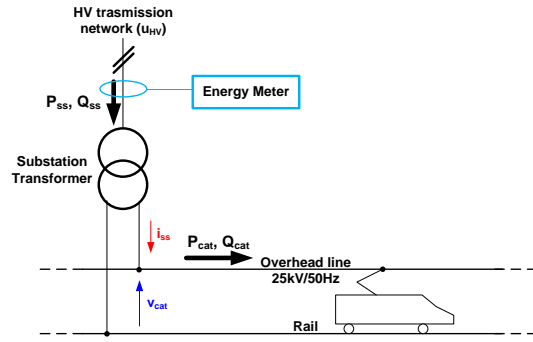 HV trasmission
network (uHV)
Energy Meter
Pss, Qss
Substation
Transformer
iss
Pcat, Qcat
Overhead line
25kV/50Hz
vcat
Rail